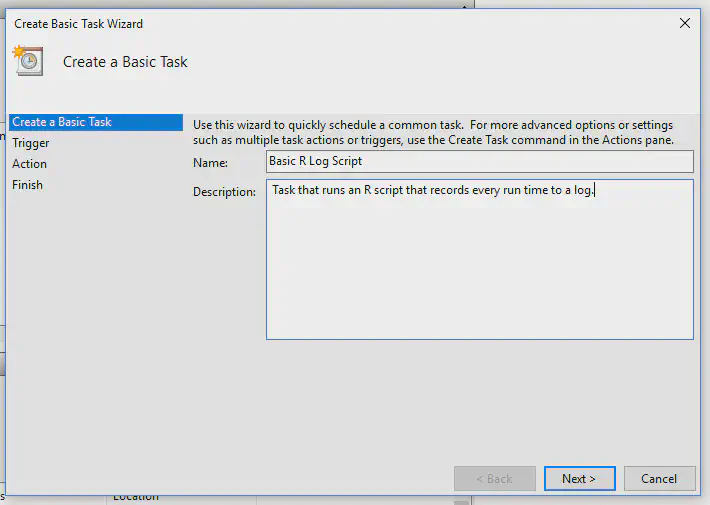 Create Basic Task Wizard
Create a Basic Task
Create a Basic Task
Trigger
Action
Finish
Use this wizard to quickly schedule a common task. For more advanced options or settings
such as multiple task actions or triggers, use the Create Task command in the Actions pane.
Name: Basic R Log Script
Description: Task that runs an R script that records every run time to a log.
< Back Next > Cancel
Location